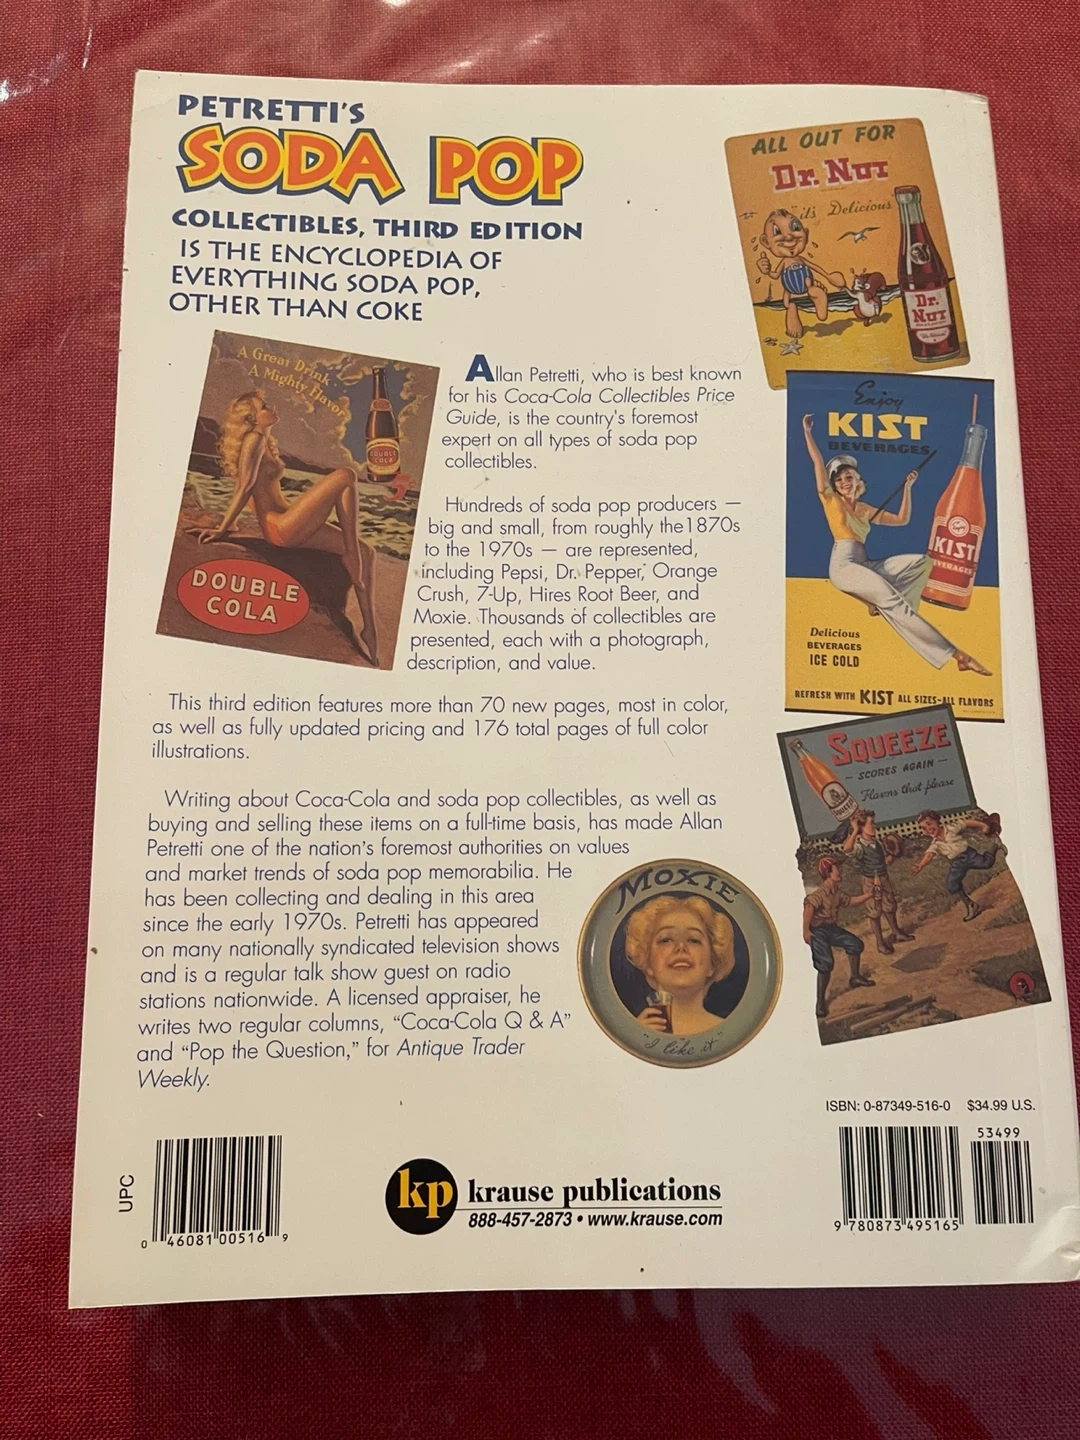 PETRETTI'S
SODA POP
COLLECTIBLES, THIRD EDITION
IS THE ENCYCLOPEDIA OF
EVERYTHING SODA POP,
OTHER THAN COKE
A Great Drink..
A Mighty Flavor
DOUBLE
COLA
5¢
DOUBLE
COLA
Allan Petretti, who is best known
for his Coca-Cola Collectibles Price
Guide, is the country's foremost
expert on all types of soda pop
collectibles.
Hundreds of soda pop producers —
big and small, from roughly the1870s
to the 1970s — are represented,
including Pepsi, Dr. Pepper, Orange
Crush, 7-Up, Hires Root Beer, and
Moxie. Thousands of collectibles are
presented, each with a photograph,
description, and value.
This third edition features more than 70 new pages, most in color,
as well as fully updated pricing and 176 total pages of full color
illustrations.
Writing about Coca-Cola and soda pop collectibles, as well as
buying and selling these items on a full-time basis, has made Allan
Petretti one of the nation's foremost authorities on values
and market trends of soda pop memorabilia. He
has been collecting and dealing in this area
since the early 1970s. Petretti has appeared
on many nationally syndicated television shows
and is a regular talk show guest on radio
stations nationwide. A licensed appraiser, he
writes two regular columns, "Coca-Cola Q & A"
and "Pop the Question," for Antique Trader
Weekly.
ALL OUT FOR
Dr. Nut
"it's Delicious"
Dr.
Nut
Enjoy
KIST
BEVERAGES
Enjoy
KIST
BEVERAGES
Delicious
BEVERAGES
ICE COLD
REFRESH WITH KIST ALL SIZES-ALL FLAVORS
SQUEEZE
- SCORES AGAIN -
Flavors that please
MOXIE
"I like it"
ISBN: 0-87349-516-0 $34.99 U.S.
53499
9 780873 495165
UPC
0 46081 00516 9
kp krause publications
888-457-2873 • www.krause.com